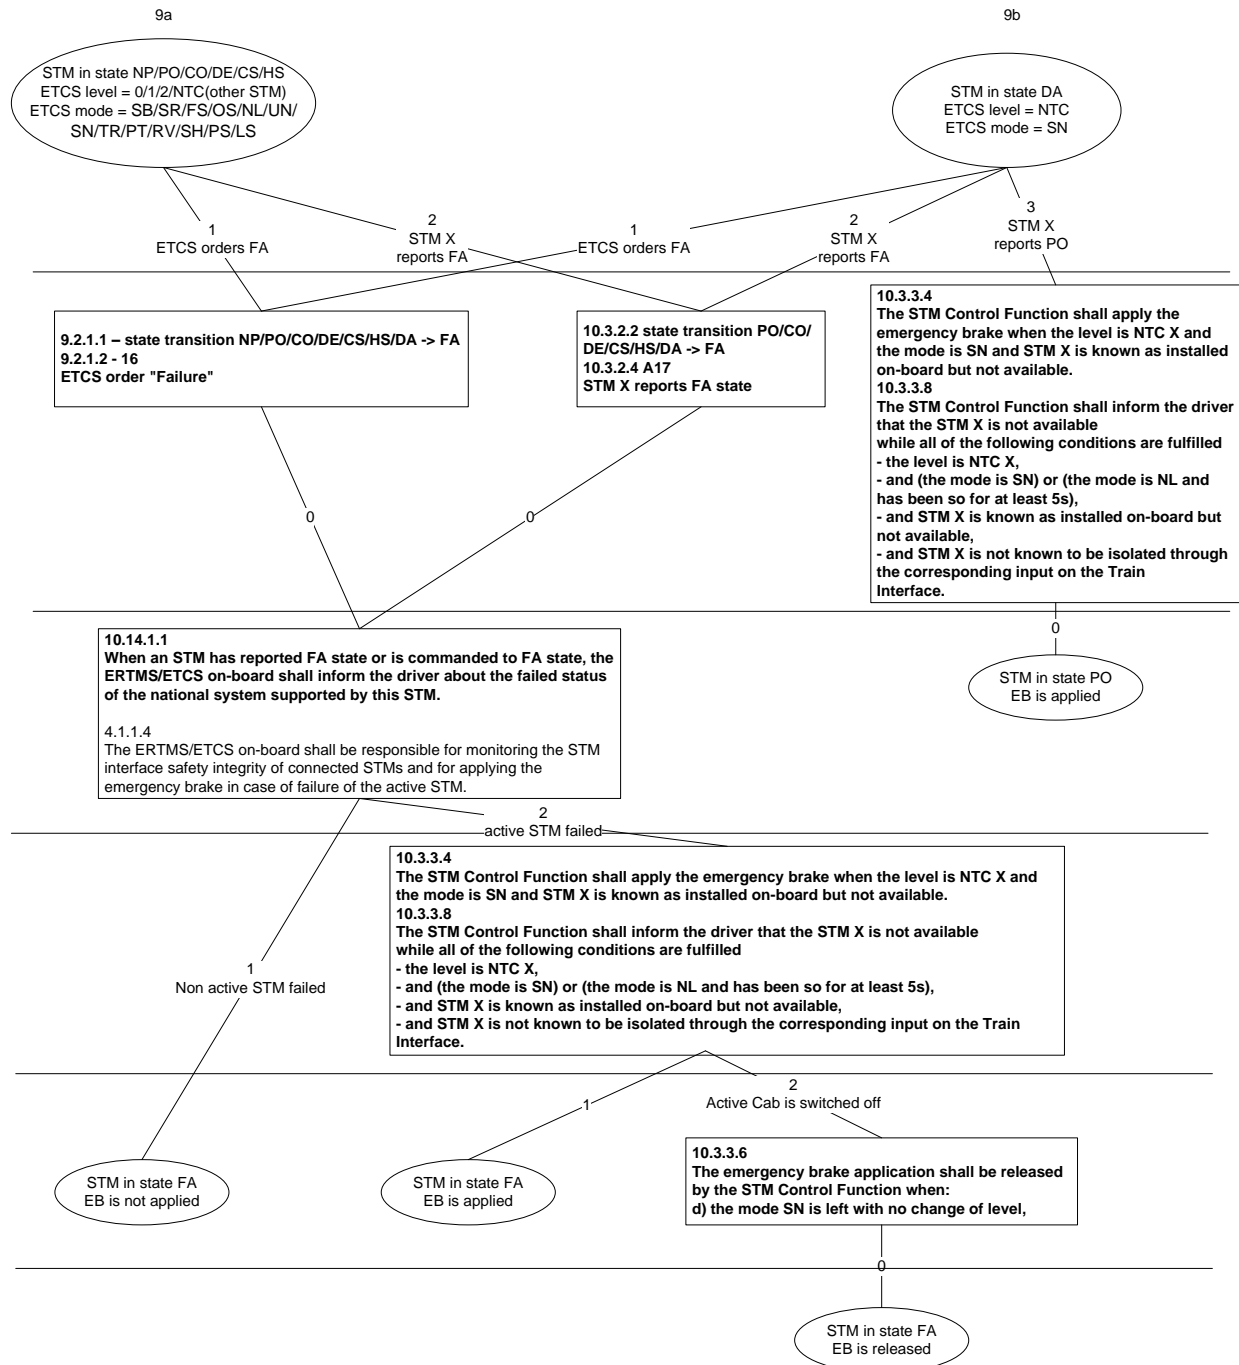 9a
9b
STM in state NP/PO/CO/DE/CS/HS
ETCS level = 0/1/2/NTC(other STM)
ETCS mode = SB/SR/FS/OS/NL/UN/
SN/TR/PT/RV/SH/PS/LS
STM in state DA
ETCS level = NTC
ETCS mode = SN
1
ETCS orders FA
2
STM X
reports FA
1
ETCS orders FA
2
STM X
reports FA
3
STM X
reports PO
9.2.1.1 – state transition NP/PO/CO/DE/CS/HS/DA -> FA
9.2.1.2 - 16
ETCS order "Failure"
10.3.2.2 state transition PO/CO/
DE/CS/HS/DA -> FA
10.3.2.4 A17
STM X reports FA state
10.3.3.4
The STM Control Function shall apply the
emergency brake when the level is NTC X and
the mode is SN and STM X is known as installed
on-board but not available.
10.3.3.8
The STM Control Function shall inform the driver
that the STM X is not available
while all of the following conditions are fulfilled
- the level is NTC X,
- and (the mode is SN) or (the mode is NL and
has been so for at least 5s),
- and STM X is known as installed on-board but
not available,
- and STM X is not known to be isolated through
the corresponding input on the Train
Interface.
0
0
0
10.14.1.1
When an STM has reported FA state or is commanded to FA state, the
ERTMS/ETCS on-board shall inform the driver about the failed status
of the national system supported by this STM.
4.1.1.4
The ERTMS/ETCS on-board shall be responsible for monitoring the STM
interface safety integrity of connected STMs and for applying the
emergency brake in case of failure of the active STM.
STM in state PO
EB is applied
2
active STM failed
10.3.3.4
The STM Control Function shall apply the emergency brake when the level is NTC X and
the mode is SN and STM X is known as installed on-board but not available.
10.3.3.8
The STM Control Function shall inform the driver that the STM X is not available
while all of the following conditions are fulfilled
- the level is NTC X,
- and (the mode is SN) or (the mode is NL and has been so for at least 5s),
- and STM X is known as installed on-board but not available,
- and STM X is not known to be isolated through the corresponding input on the Train
Interface.
1
Non active STM failed
1
2
Active Cab is switched off
10.3.3.6
The emergency brake application shall be released
by the STM Control Function when:
d) the mode SN is left with no change of level,
STM in state FA
EB is not applied
STM in state FA
EB is applied
0
STM in state FA
EB is released